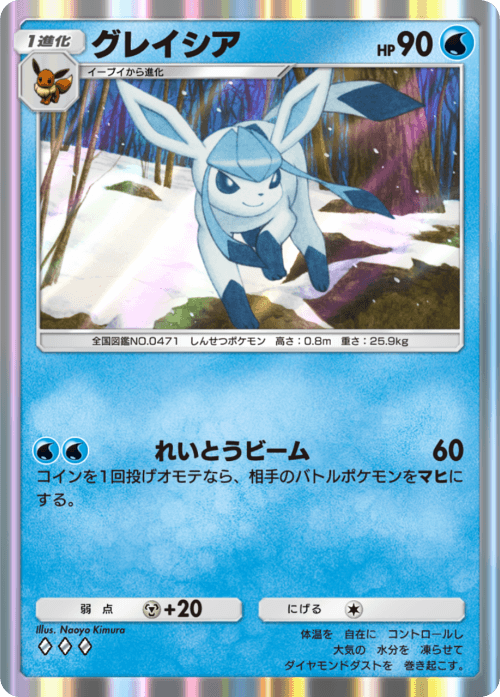 1進化 グレイシア HP90
イーブイから進化
全国図鑑NO.0471 しんせつポケモン 高さ:0.8m 重さ:25.9kg
れいとうビーム 60
コインを1回投げオモテなら、相手のバトルポケモンをマヒに
する。
弱点 +20 にげる
Illus. Naoyo Kimura
体温を 自在に コントロールし
大気の 水分を 凍らせて
ダイヤモンドダストを 巻き起こす。